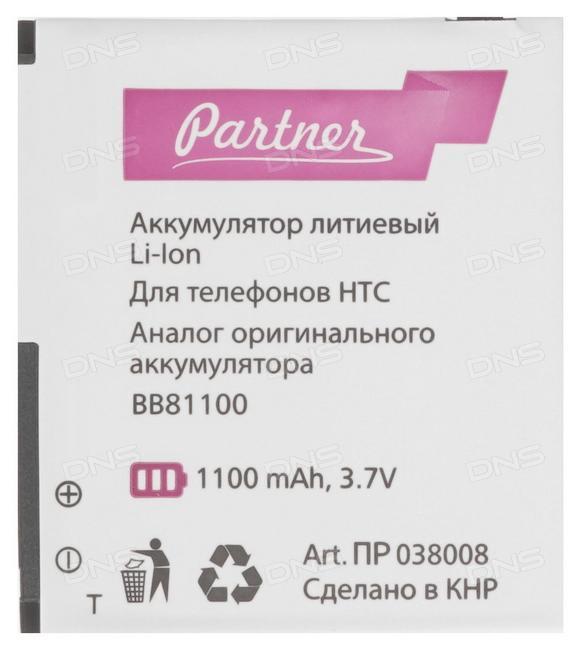 Partner
Аккумулятор литиевый
Li-Ion
Для телефонов HTC
Аналог оригинального
аккумулятора
BB81100
1100 mAh, 3.7V
Art. ПР 038008
Сделано в КНР
T
DNS